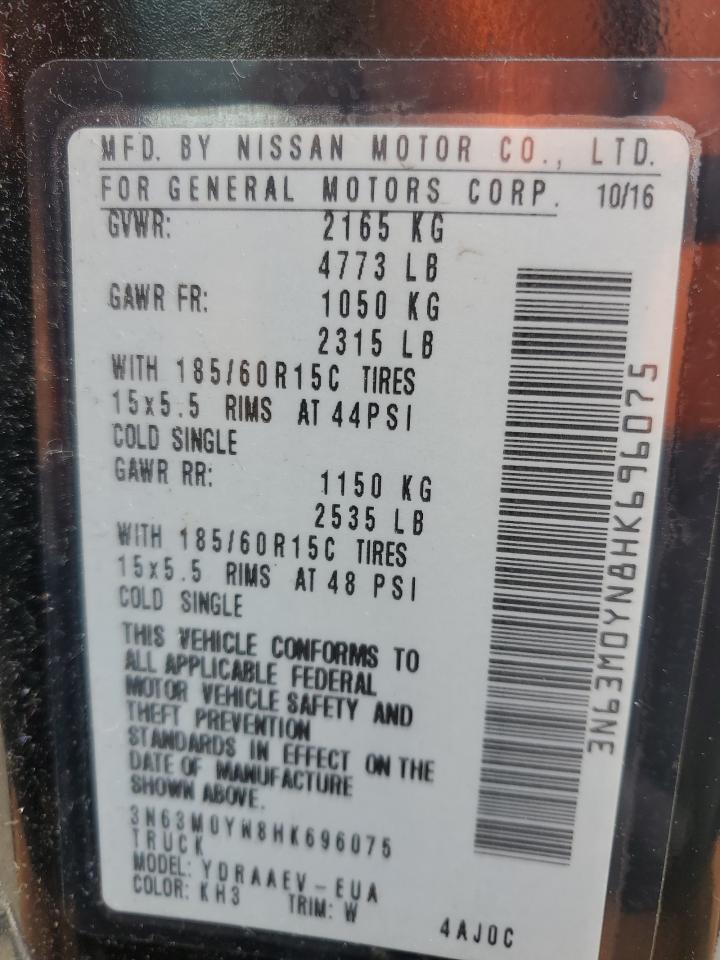 MFD. BY NISSAN MOTOR CO., LTD.
FOR GENERAL MOTORS CORP. 10/16
GVWR: 2165 KG
4773 LB
GAWR FR: 1050 KG
2315 LB
WITH 185/60R15C TIRES
15x5.5 RIMS AT 44PSI
COLD SINGLE
GAWR RR: 1150 KG
2535 LB
WITH 185/60R15C TIRES
15x5.5 RIMS AT 48 PSI
COLD SINGLE
THIS VEHICLE CONFORMS TO
ALL APPLICABLE FEDERAL
MOTOR VEHICLE SAFETY AND
THEFT PREVENTION
STANDARDS IN EFFECT ON THE
DATE OF MANUFACTURE
SHOWN ABOVE.
3N63M0YW8HK696075
TRUCK
MODEL: YDRAAEV-EUA
COLOR: KH3 TRIM: W
4AJ0C
3N63M0YN8HK696075